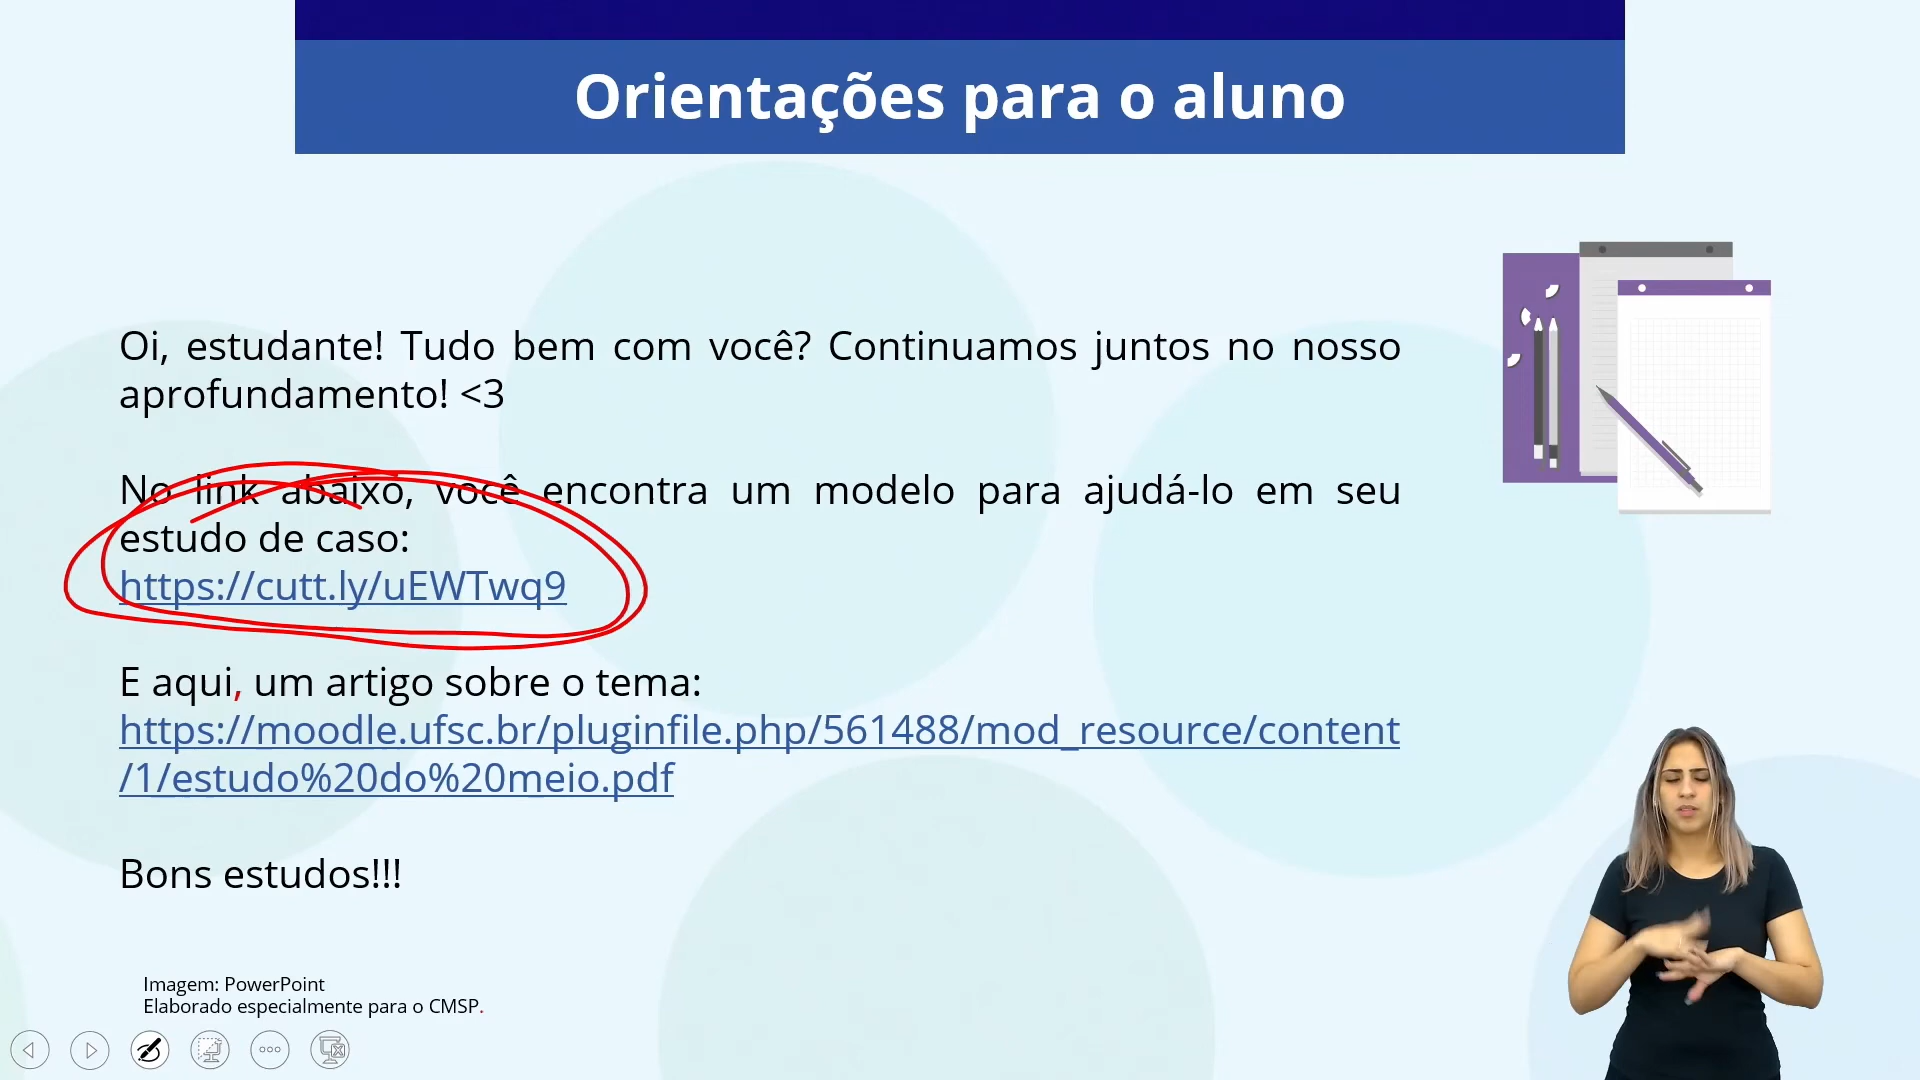 Orientações para o aluno
Oi, estudante! Tudo bem com você? Continuamos juntos no nosso
aprofundamento! <3
No link abaixo, você encontra um modelo para ajudá-lo em seu
estudo de caso:
https://cutt.ly/uEWTwq9
E aqui, um artigo sobre o tema:
https://moodle.ufsc.br/pluginfile.php/561488/mod_resource/content
/1/estudo%20do%20meio.pdf
Bons estudos!!!
Imagem: PowerPoint
Elaborado especialmente para o CMSP.